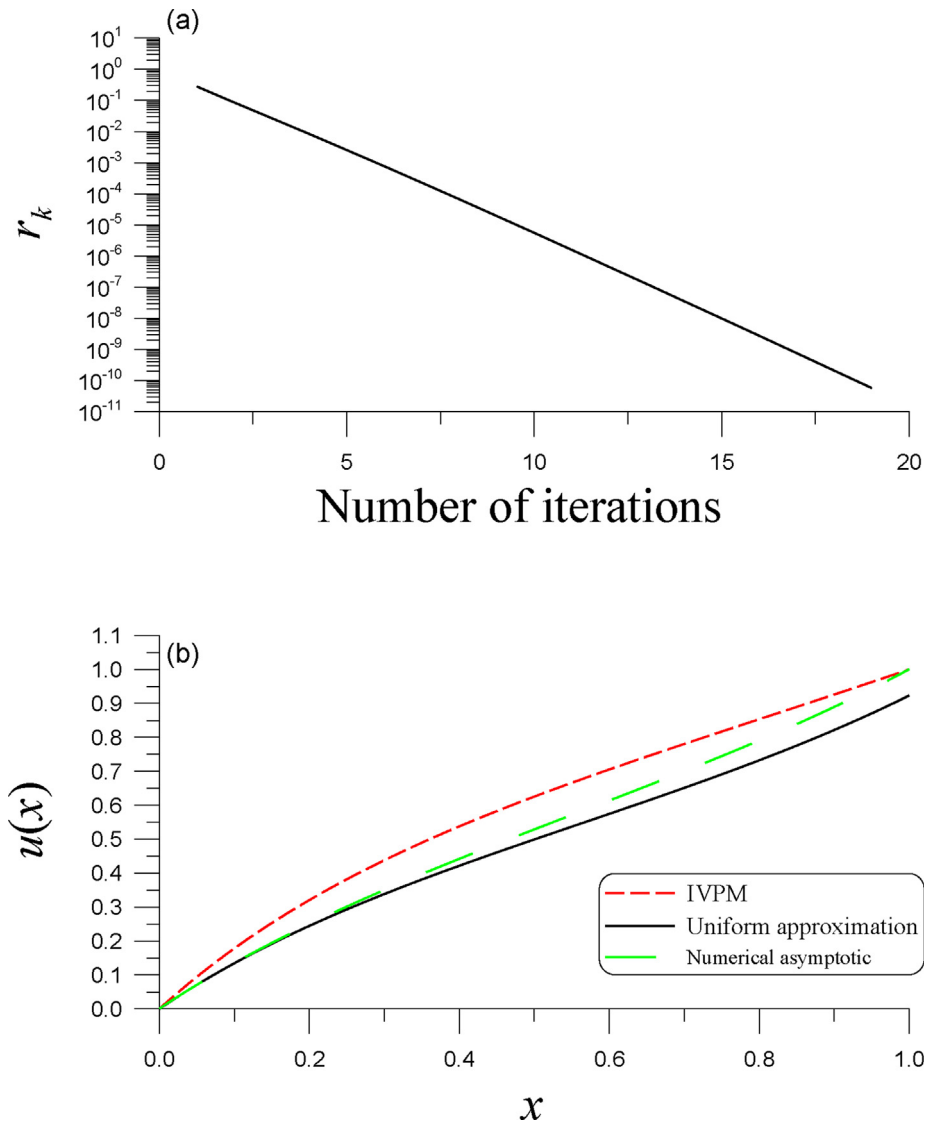 (a)
10^1
10^0
10^-1
10^-2
10^-3
10^-4
10^-5
10^-6
10^-7
10^-8
10^-9
10^-10
10^-11
r_k
0 5 10 15 20
Number of iterations
(b)
1.1
1.0
0.9
0.8
0.7
0.6
0.5
0.4
0.3
0.2
0.1
0.0
u(x)
IVPM
Uniform approximation
Numerical asymptotic
0.0 0.2 0.4 0.6 0.8 1.0
x